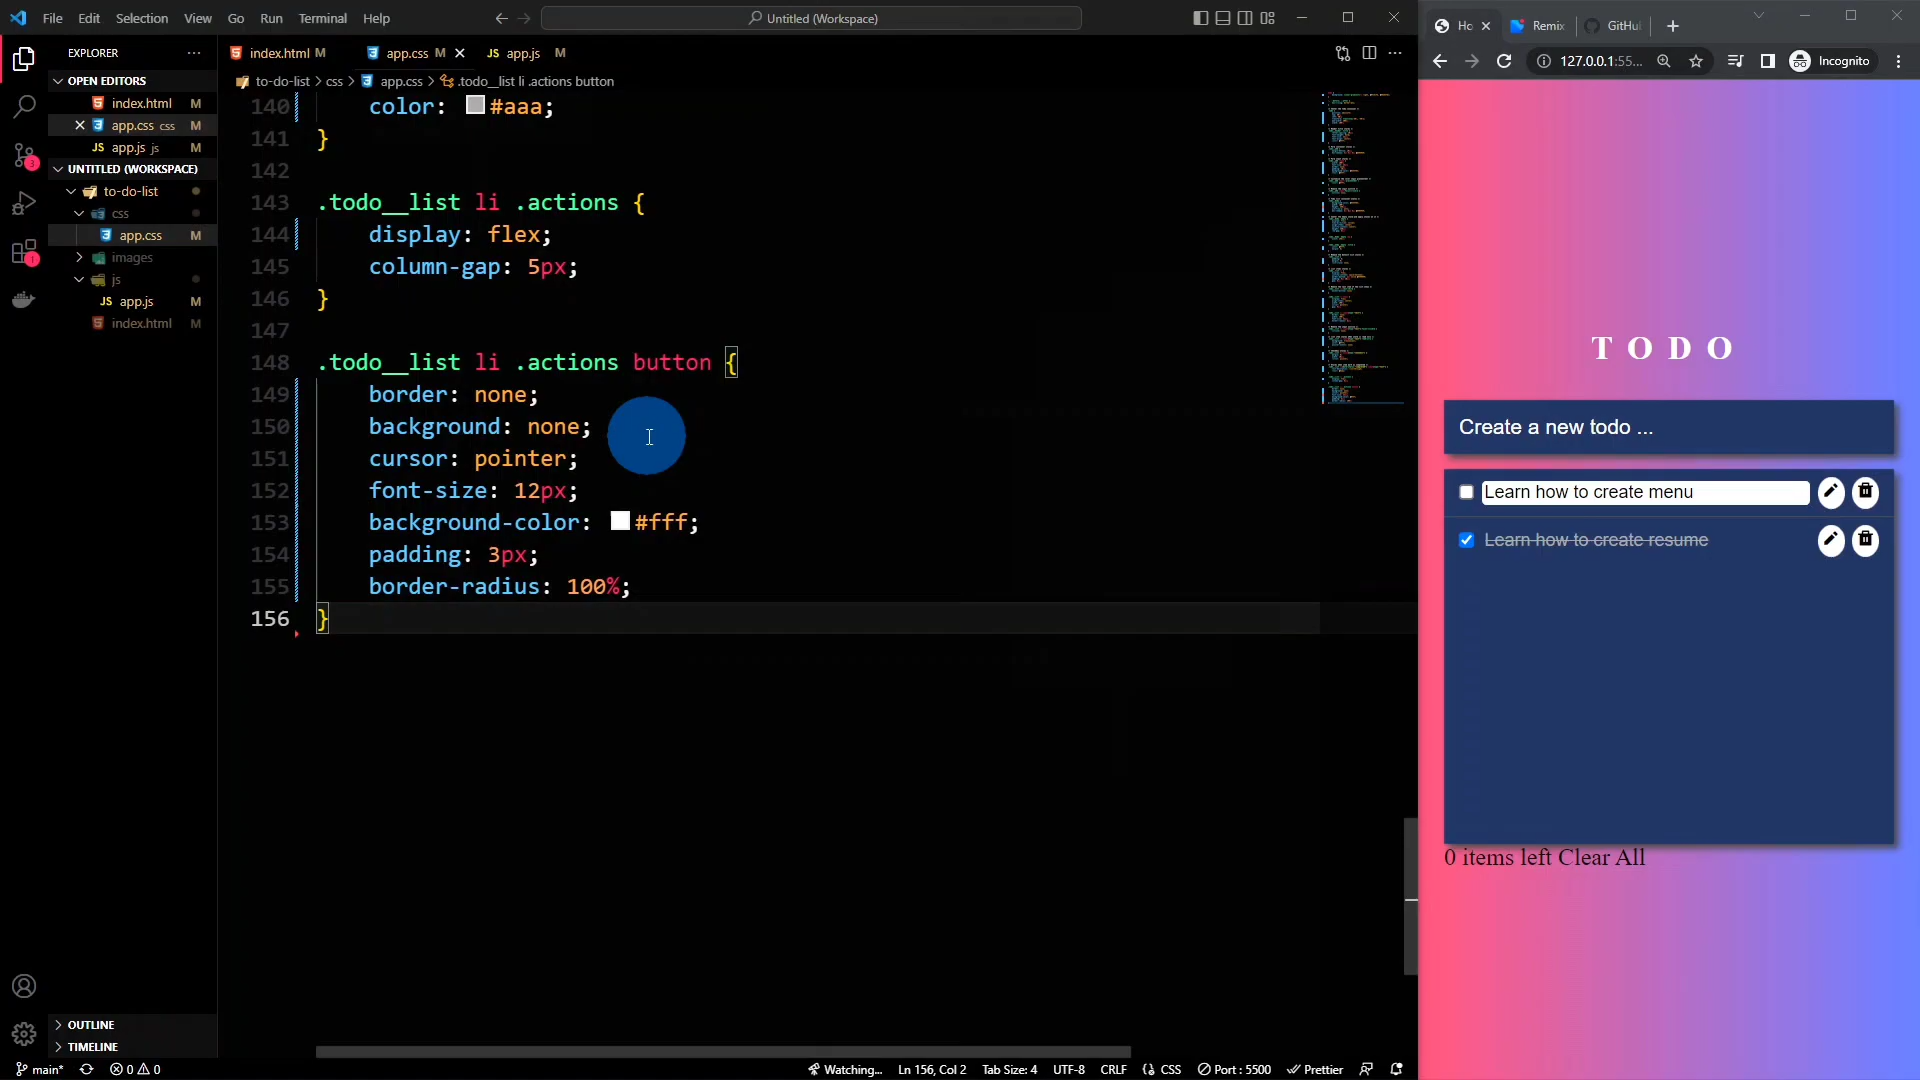 File Edit Selection View Go Run Terminal Help
Untitled (Workspace)
EXPLORER
OPEN EDITORS
index.html M
app.css css M
app.js js M
UNTITLED (WORKSPACE)
to-do-list
css
app.css M
images
js
app.js M
index.html M
OUTLINE
TIMELINE
3
1
index.html M
app.css M
JS app.js M
to-do-list > css > app.css > .todo__list li .actions button
140 color: #aaa;
141 }
142
143 .todo__list li .actions {
144 display: flex;
145 column-gap: 5px;
146 }
147
148 .todo__list li .actions button {
149 border: none;
150 background: none;
151 cursor: pointer;
152 font-size: 12px;
153 background-color: #fff;
154 padding: 3px;
155 border-radius: 100%;
156 }
main* 0 0
Watching... Ln 156, Col 2 Tab Size: 4 UTF-8 CRLF CSS Port : 5500 Prettier
Ho Remix GitHu
127.0.0.1:55... Incognito
TODO
Create a new todo ...
Learn how to create menu
Learn how to create resume
0 items left Clear All